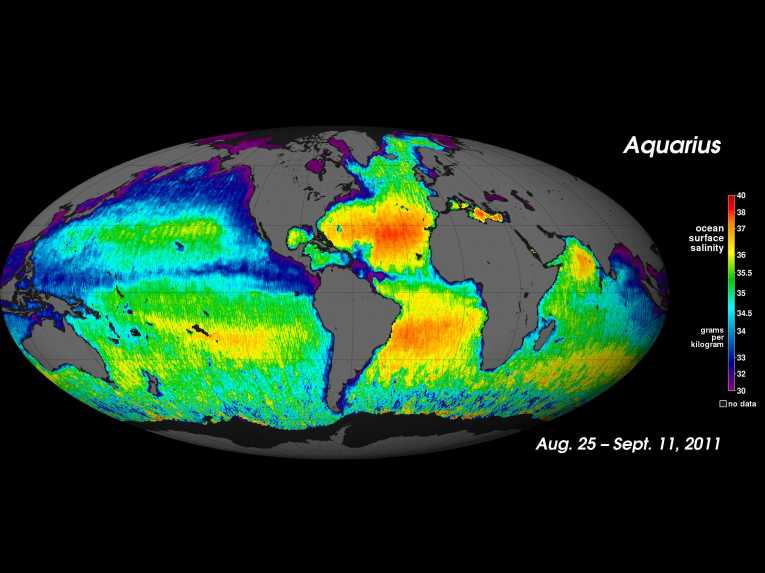 Aquarius
ocean
surface
salinity
grams
per
kilogram
40
38
37
36
35.5
35
34.5
34
33
32
30
no data
Aug. 25 – Sept. 11, 2011